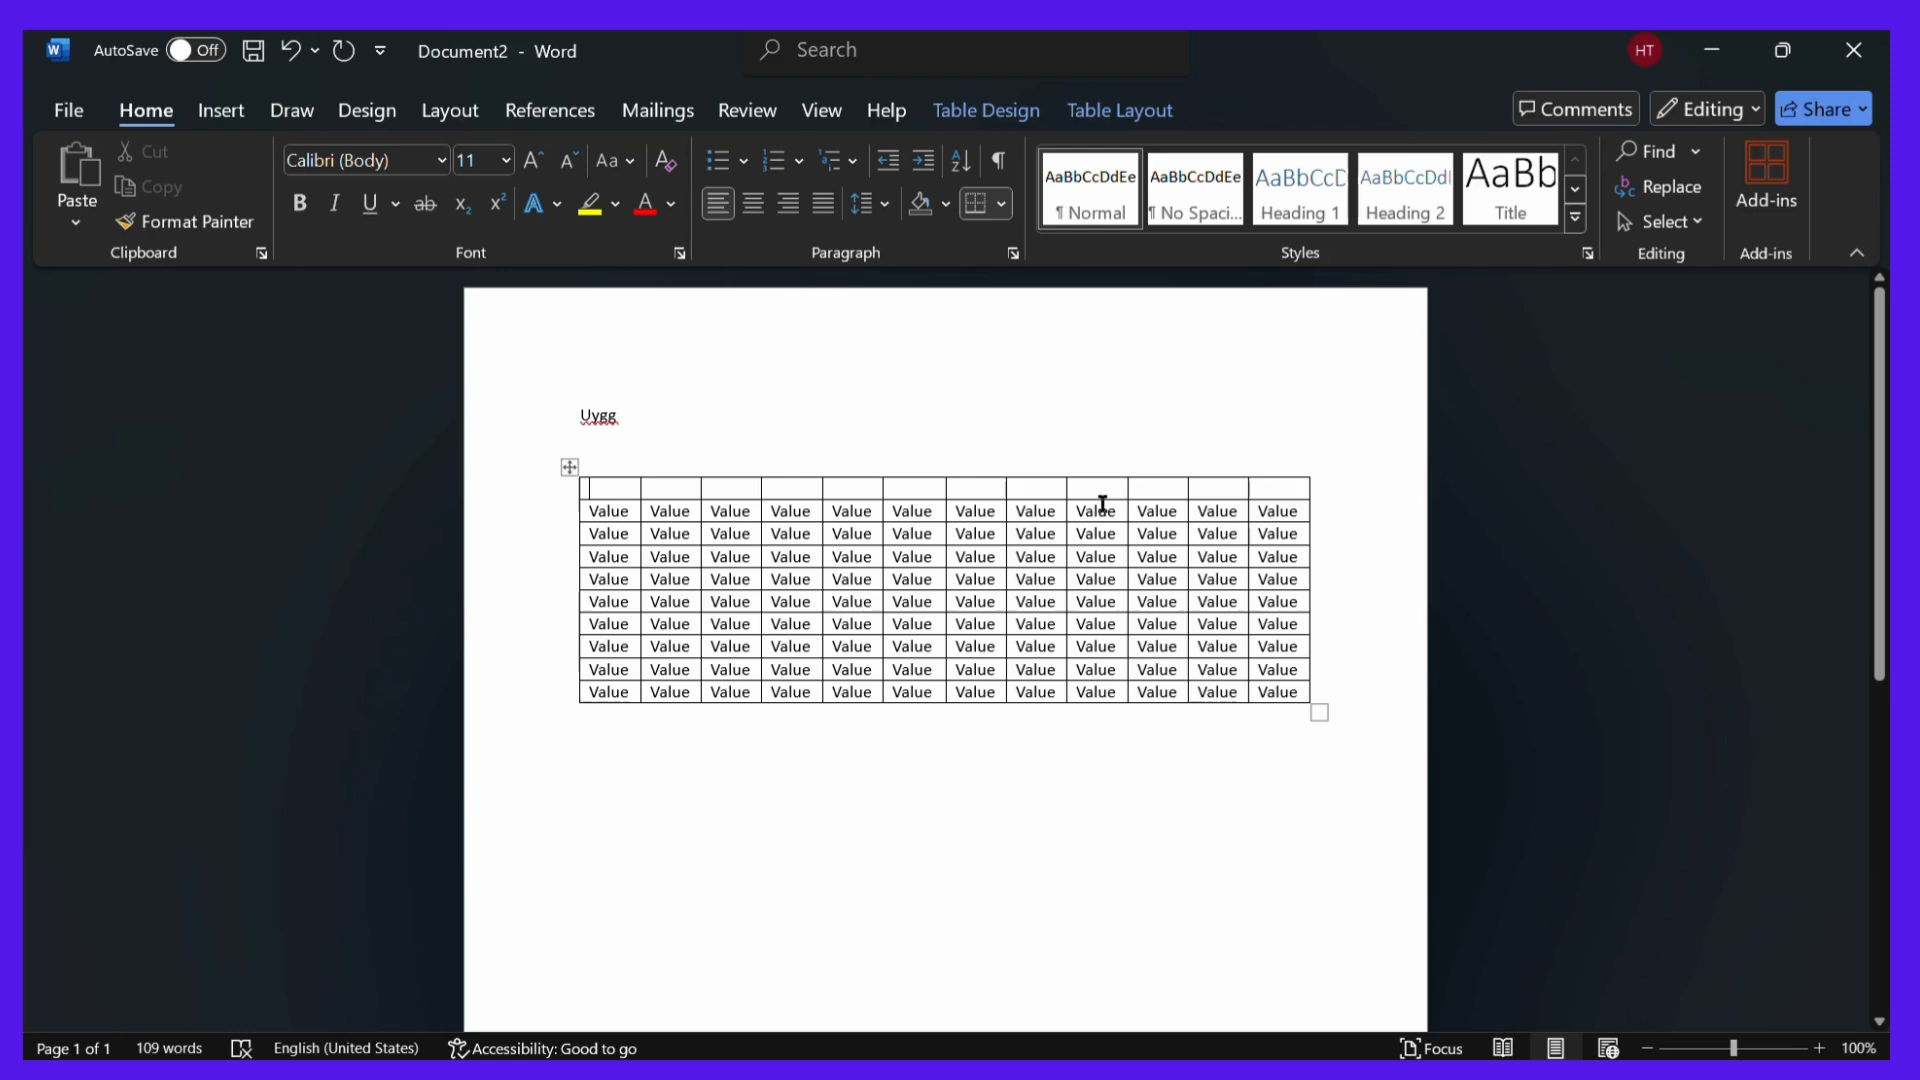 W AutoSave Off Document2 - Word Search HT
File Home Insert Draw Design Layout References Mailings Review View Help Table Design Table Layout Comments Editing Share
Paste Cut Copy Format Painter
Clipboard
Calibri (Body) 11 Aa
B I U ab x₂ x² A A
Font
Paragraph
AaBbCcDdEe AaBbCcDdEe AaBbCcD AaBbCcDdI AaBb
¶ Normal ¶ No Spaci... Heading 1 Heading 2 Title
Styles
Find
Replace
Select
Editing
Add-ins
Add-ins
Uygg
Value Value Value Value Value Value Value Value Value Value Value Value
Value Value Value Value Value Value Value Value Value Value Value Value
Value Value Value Value Value Value Value Value Value Value Value Value
Value Value Value Value Value Value Value Value Value Value Value Value
Value Value Value Value Value Value Value Value Value Value Value Value
Value Value Value Value Value Value Value Value Value Value Value Value
Value Value Value Value Value Value Value Value Value Value Value Value
Value Value Value Value Value Value Value Value Value Value Value Value
Value Value Value Value Value Value Value Value Value Value Value Value
Page 1 of 1 109 words English (United States) Accessibility: Good to go Focus 100%